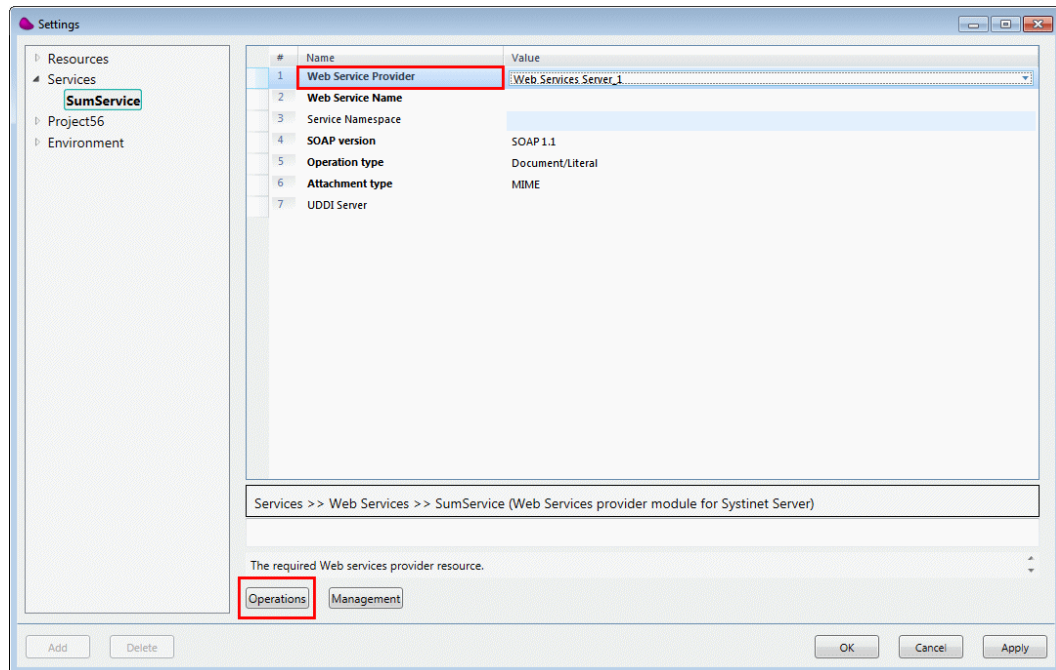 Settings
Resources
Services
SumService
Project56
Environment
# Name Value
1 Web Service Provider Web Services Server_1
2 Web Service Name
3 Service Namespace
4 SOAP version SOAP 1.1
5 Operation type Document/Literal
6 Attachment type MIME
7 UDDI Server
Services >> Web Services >> SumService (Web Services provider module for Systinet Server)
The required Web services provider resource.
Operations Management
Add Delete OK Cancel Apply